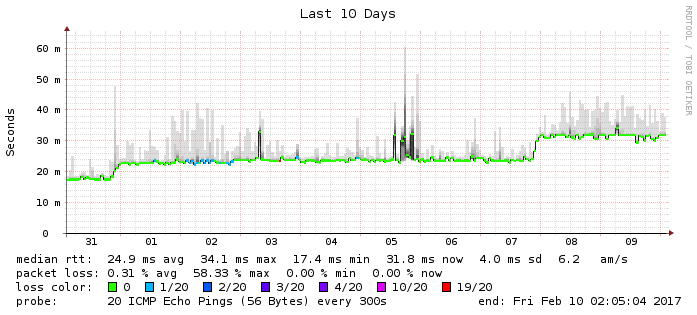 Last 10 Days
RRDTOOL / TOBI OETIKER
Seconds
60 m
50 m
40 m
30 m
20 m
10 m
0
31 01 02 03 04 05 06 07 08 09
median rtt: 24.9 ms avg 34.1 ms max 17.4 ms min 31.8 ms now 4.0 ms sd 6.2 am/s
packet loss: 0.31 % avg 58.33 % max 0.00 % min 0.00 % now
loss color: 0 1/20 2/20 3/20 4/20 10/20 19/20
probe: 20 ICMP Echo Pings (56 Bytes) every 300s end: Fri Feb 10 02:05:04 2017